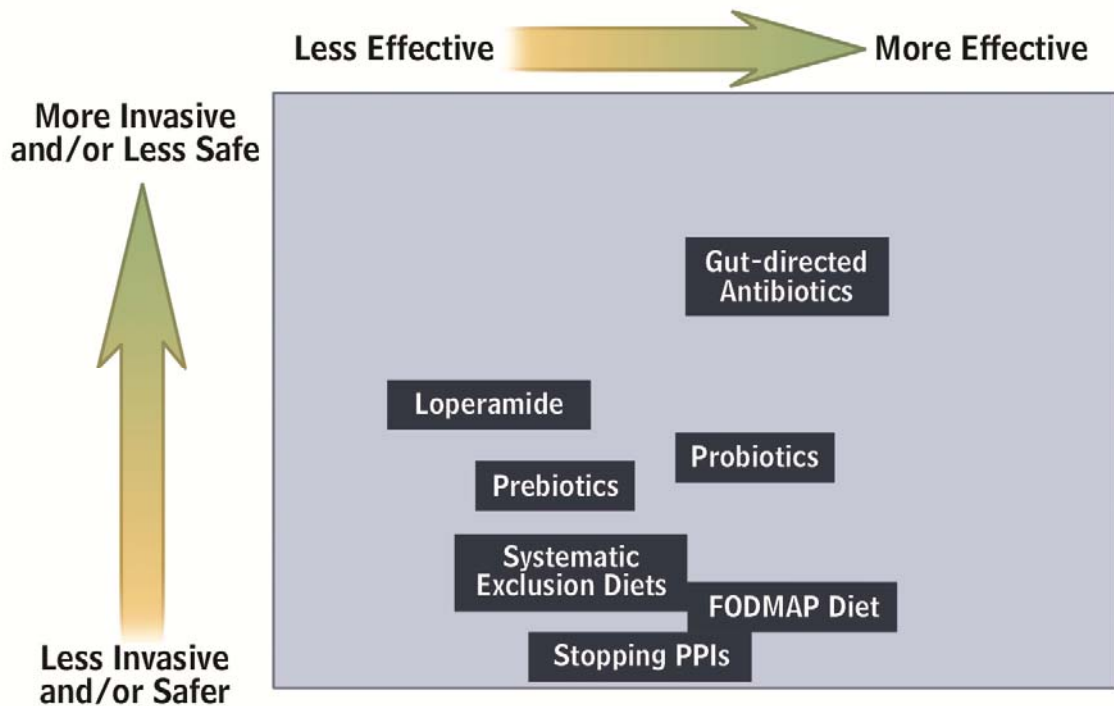 Less Effective
More Effective
More Invasive
and/or Less Safe
Gut-directed
Antibiotics
Loperamide
Probiotics
Prebiotics
Systematic
Exclusion Diets
FODMAP Diet
Stopping PPIs
Less Invasive
and/or Safer